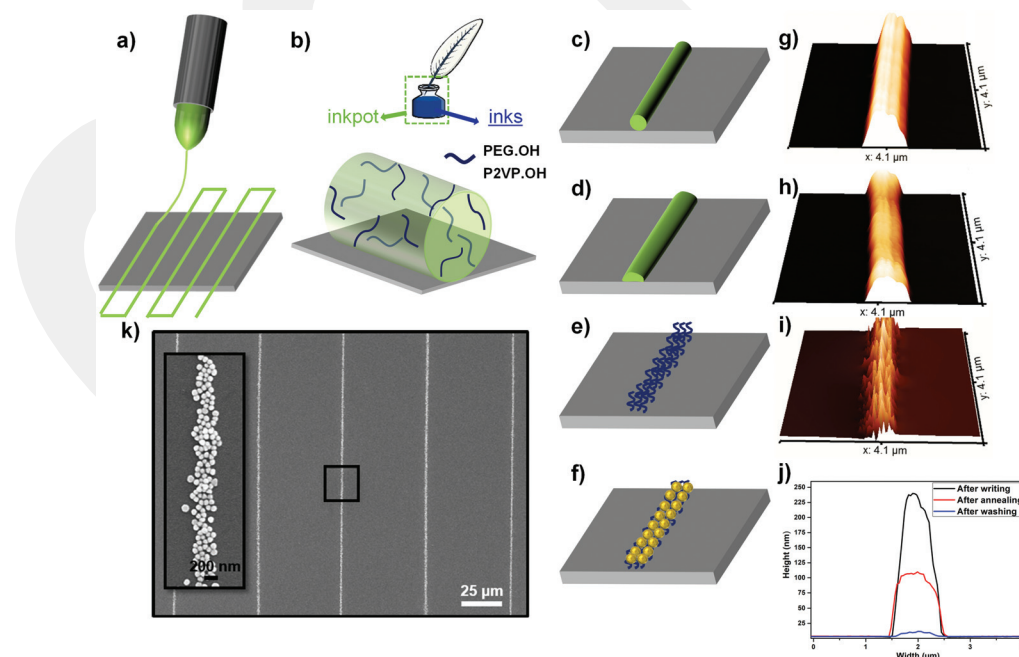 a)
b)
inkpot
inks
PEG.OH
P2VP.OH
c)
g)
y: 4.1 µm
x: 4.1 µm
d)
h)
y: 4.1 µm
x: 4.1 µm
e)
i)
y: 4.1 µm
x: 4.1 µm
k)
200 nm
25 µm
f)
j)
After writing
After annealing
After washing
Height (nm)
250
225
200
175
150
125
100
75
50
25
0 1 2 3
Width (µm)